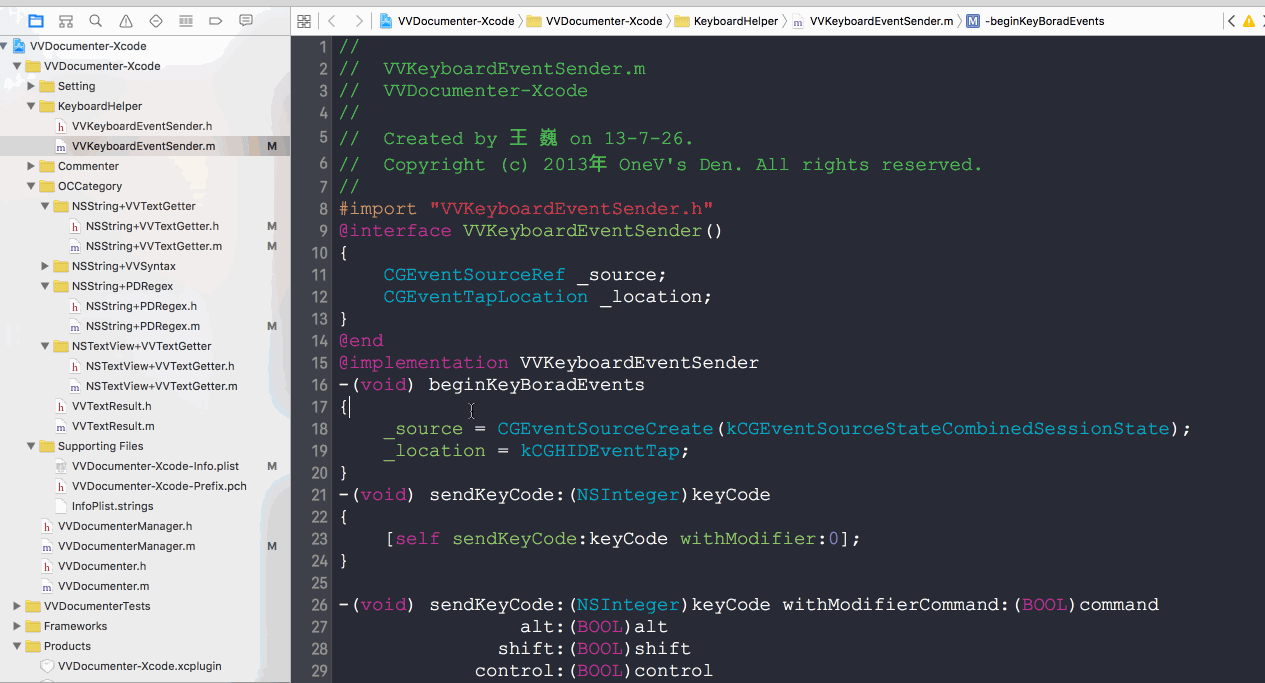 VVDocumenter-Xcode
VVDocumenter-Xcode
KeyboardHelper
VVKeyboardEventSender.m
M
-beginKeyBoradEvents
VVDocumenter-Xcode
VVDocumenter-Xcode
Setting
KeyboardHelper
h VVKeyboardEventSender.h
m VVKeyboardEventSender.m M
Commenter
OCCategory
NSString+VVTextGetter
h NSString+VVTextGetter.h M
m NSString+VVTextGetter.m M
NSString+VVSyntax
NSString+PDRegex
h NSString+PDRegex.h
m NSString+PDRegex.m M
NSTextView+VVTextGetter
h NSTextView+VVTextGetter.h
m NSTextView+VVTextGetter.m
h VVTextResult.h
m VVTextResult.m
Supporting Files
VVDocumenter-Xcode-Info.plist M
h VVDocumenter-Xcode-Prefix.pch
InfoPlist.strings
h VVDocumenterManager.h
m VVDocumenterManager.m M
h VVDocumenter.h
m VVDocumenter.m
VVDocumenterTests
Frameworks
Products
VVDocumenter-Xcode.xcplugin
1 //
2 //  VVKeyboardEventSender.m
3 //  VVDocumenter-Xcode
4 //
5 //  Created by 王 巍 on 13-7-26.
6 //  Copyright (c) 2013年 OneV's Den. All rights reserved.
7 //
8 #import "VVKeyboardEventSender.h"
9 @interface VVKeyboardEventSender()
10 {
11     CGEventSourceRef _source;
12     CGEventTapLocation _location;
13 }
14 @end
15 @implementation VVKeyboardEventSender
16 -(void) beginKeyBoradEvents
17 {
18     _source = CGEventSourceCreate(kCGEventSourceStateCombinedSessionState);
19     _location = kCGHIDEventTap;
20 }
21 -(void) sendKeyCode:(NSInteger)keyCode
22 {
23     [self sendKeyCode:keyCode withModifier:0];
24 }
25
26 -(void) sendKeyCode:(NSInteger)keyCode withModifierCommand:(BOOL)command
27                 alt:(BOOL)alt
28               shift:(BOOL)shift
29             control:(BOOL)control